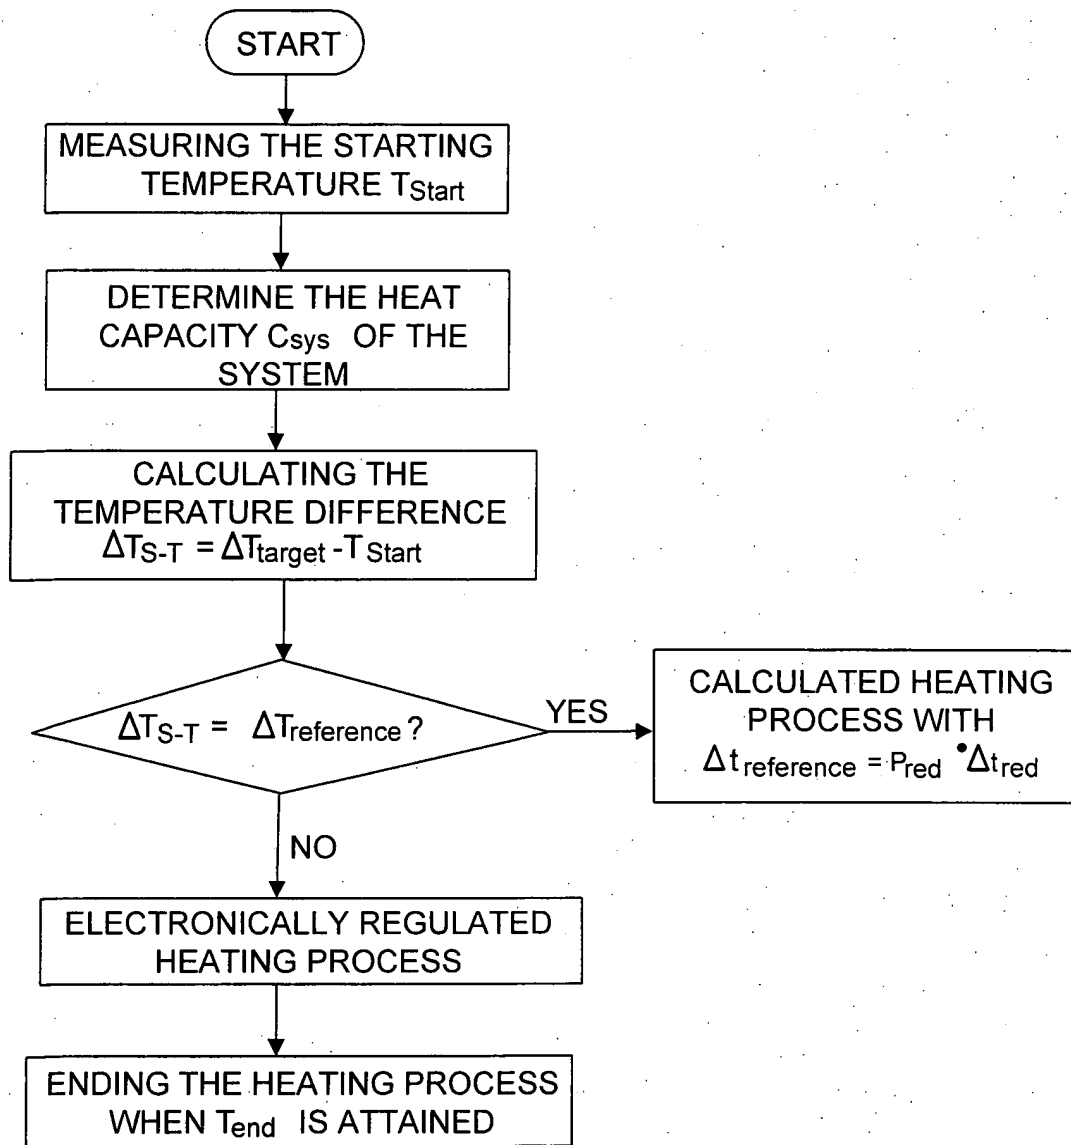 START
MEASURING THE STARTING
TEMPERATURE TStart
DETERMINE THE HEAT
CAPACITY Csys OF THE
SYSTEM
CALCULATING THE
TEMPERATURE DIFFERENCE
ΔTS-T = ΔTtarget - TStart
ΔTS-T = ΔTreference ?
YES
CALCULATED HEATING
PROCESS WITH
Δtreference = Pred • Δtred
NO
ELECTRONICALLY REGULATED
HEATING PROCESS
ENDING THE HEATING PROCESS
WHEN Tend IS ATTAINED